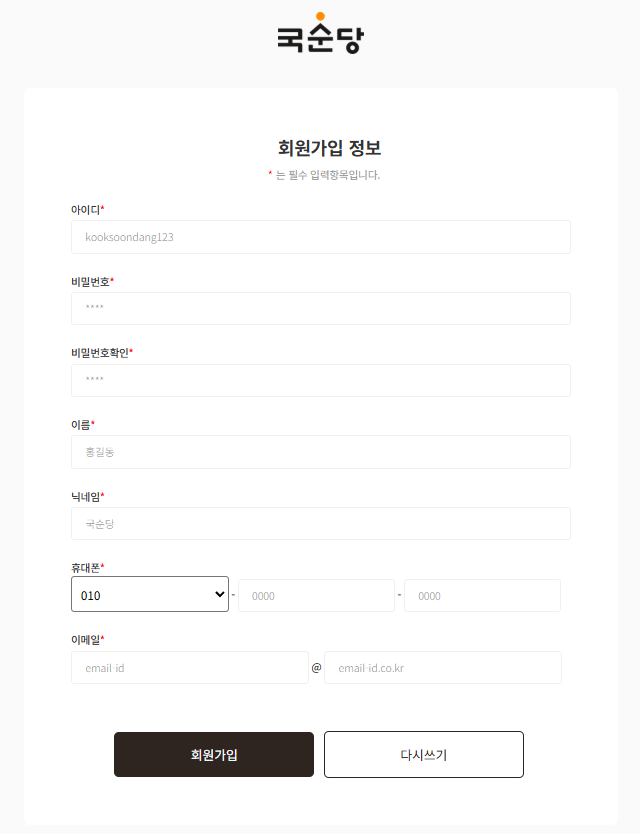 국순당
회원가입 정보
* 는 필수 입력항목입니다.
아이디*
kooksoondang123
비밀번호*
****
비밀번호확인*
****
이름*
홍길동
닉네임*
국순당
휴대폰*
010 - 0000 - 0000
이메일*
email-id @ email-id.co.kr
회원가입 다시쓰기